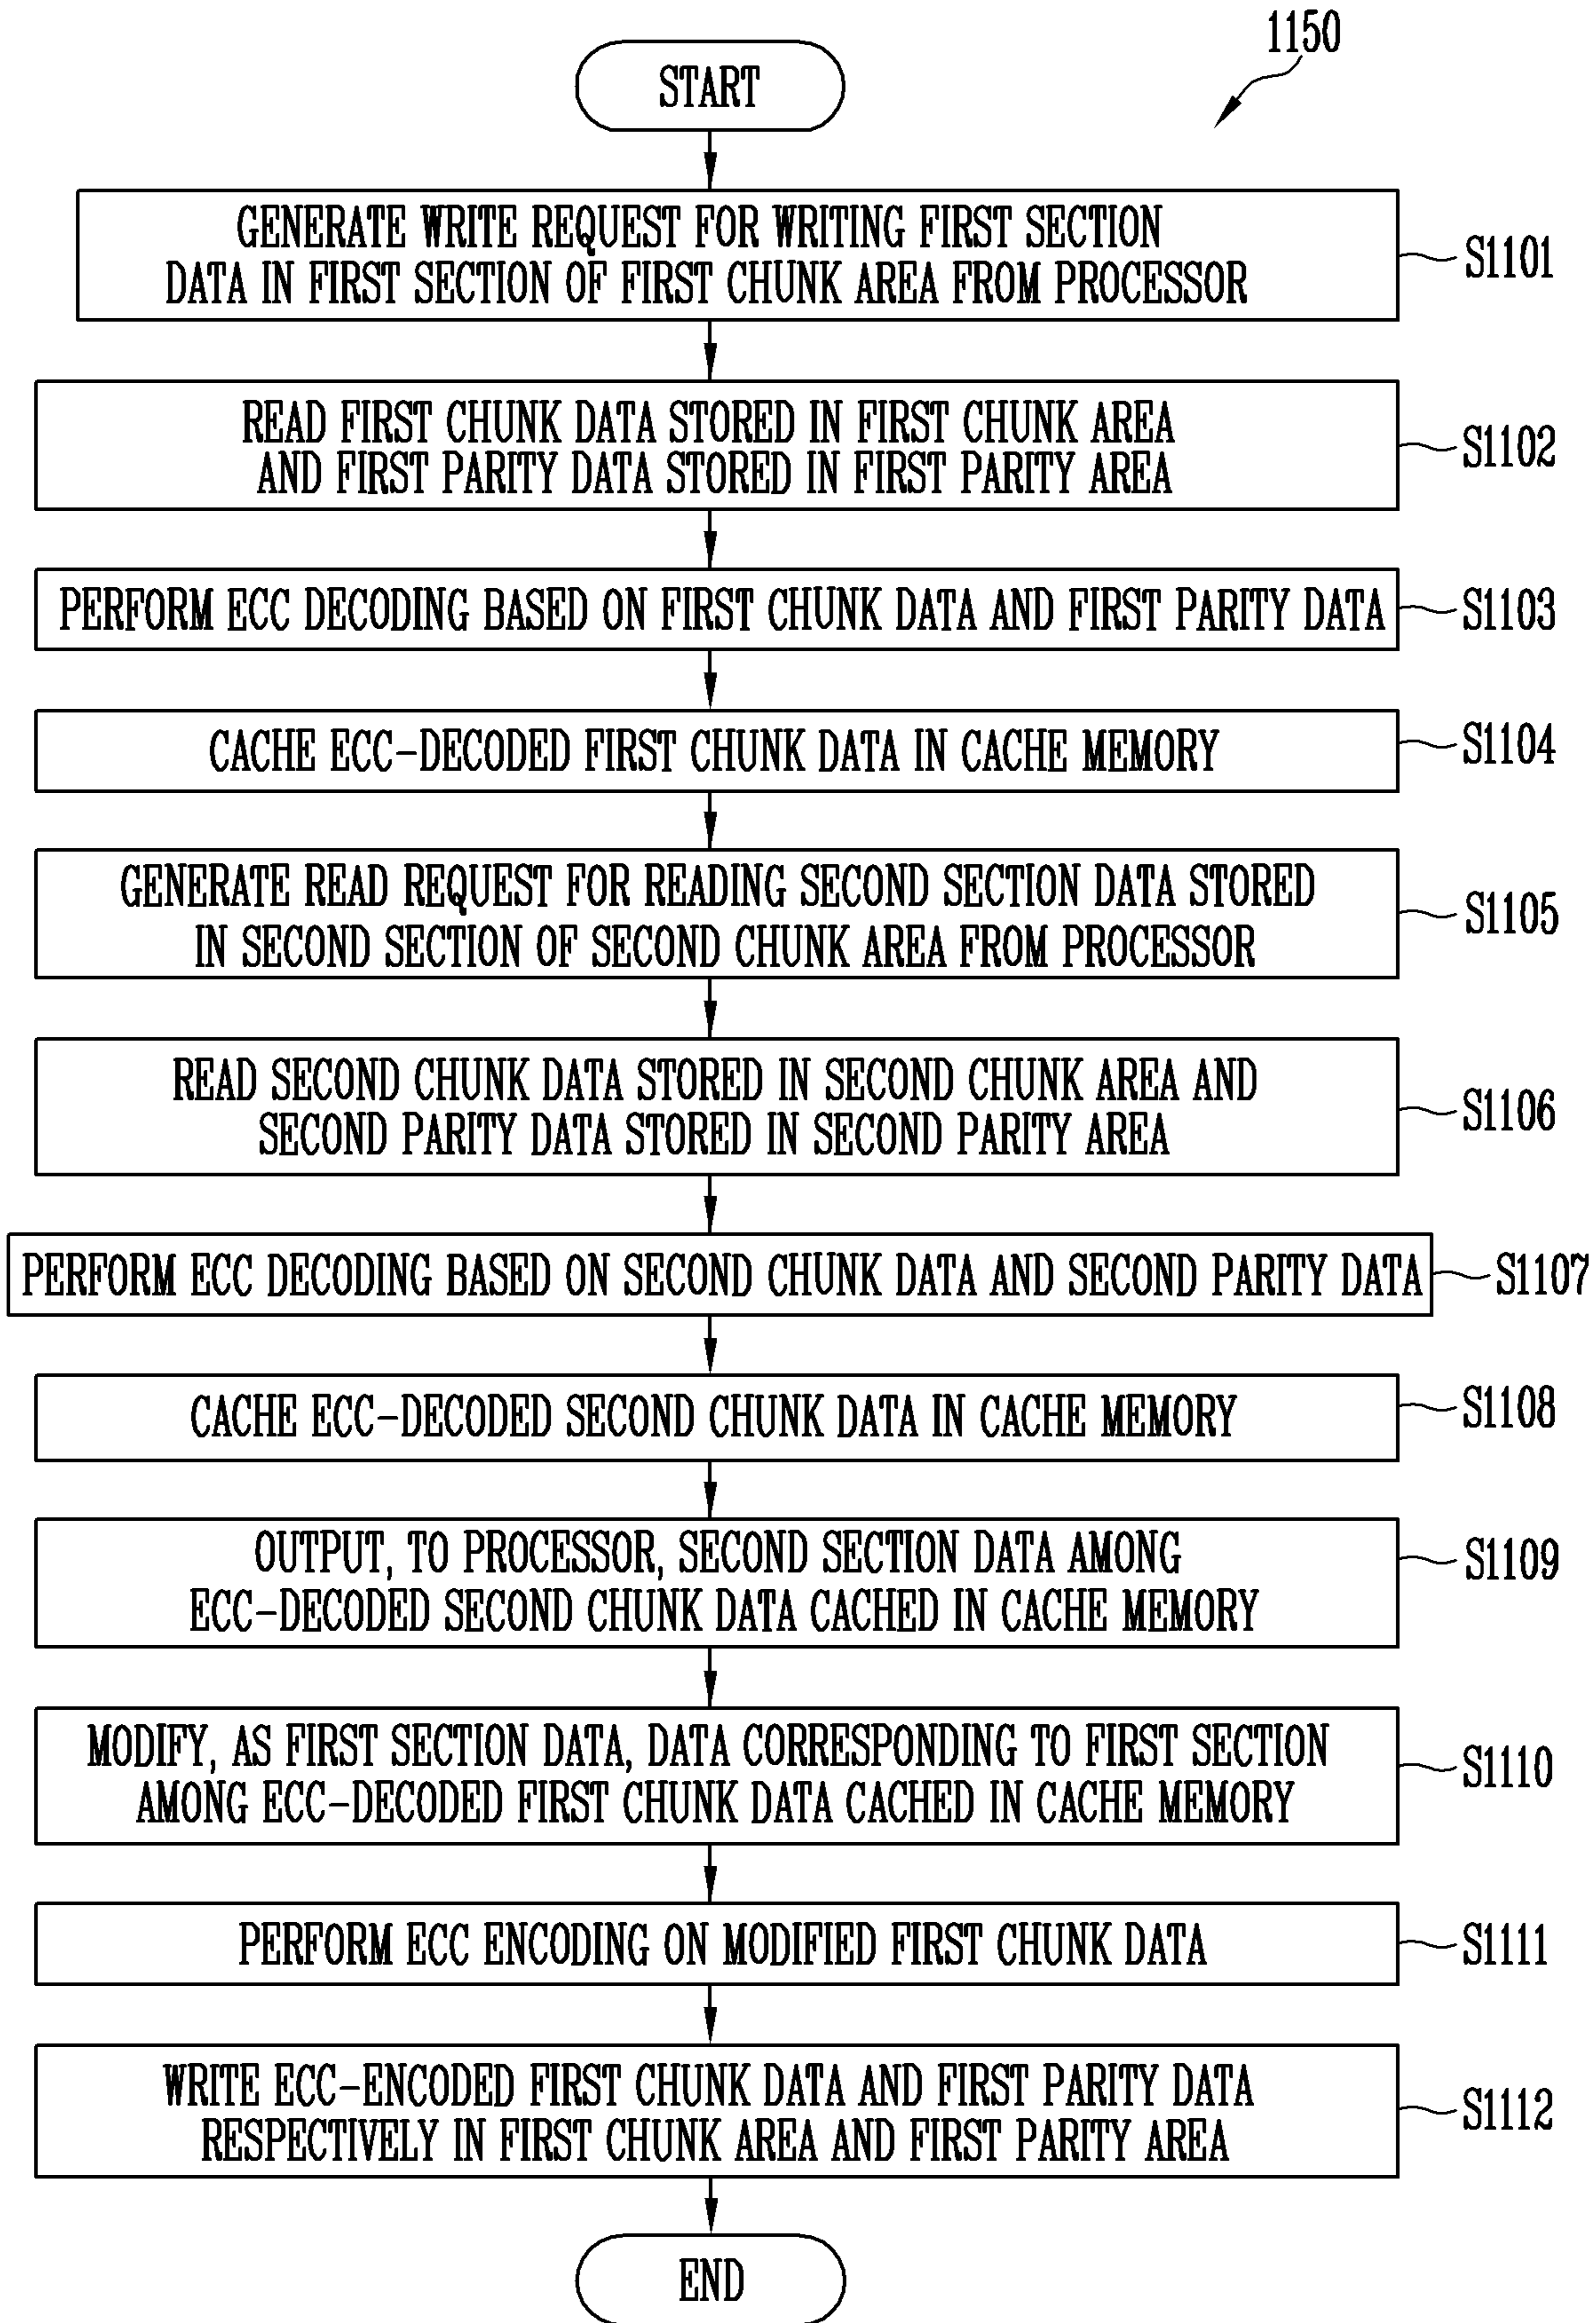 1150
START
GENERATE WRITE REQUEST FOR WRITING FIRST SECTION
DATA IN FIRST SECTION OF FIRST CHUNK AREA FROM PROCESSOR
S1101
READ FIRST CHUNK DATA STORED IN FIRST CHUNK AREA
AND FIRST PARITY DATA STORED IN FIRST PARITY AREA
S1102
PERFORM ECC DECODING BASED ON FIRST CHUNK DATA AND FIRST PARITY DATA
S1103
CACHE ECC-DECODED FIRST CHUNK DATA IN CACHE MEMORY
S1104
GENERATE READ REQUEST FOR READING SECOND SECTION DATA STORED
IN SECOND SECTION OF SECOND CHUNK AREA FROM PROCESSOR
S1105
READ SECOND CHUNK DATA STORED IN SECOND CHUNK AREA AND
SECOND PARITY DATA STORED IN SECOND PARITY AREA
S1106
PERFORM ECC DECODING BASED ON SECOND CHUNK DATA AND SECOND PARITY DATA
S1107
CACHE ECC-DECODED SECOND CHUNK DATA IN CACHE MEMORY
S1108
OUTPUT, TO PROCESSOR, SECOND SECTION DATA AMONG
ECC-DECODED SECOND CHUNK DATA CACHED IN CACHE MEMORY
S1109
MODIFY, AS FIRST SECTION DATA, DATA CORRESPONDING TO FIRST SECTION
AMONG ECC-DECODED FIRST CHUNK DATA CACHED IN CACHE MEMORY
S1110
PERFORM ECC ENCODING ON MODIFIED FIRST CHUNK DATA
S1111
WRITE ECC-ENCODED FIRST CHUNK DATA AND FIRST PARITY DATA
RESPECTIVELY IN FIRST CHUNK AREA AND FIRST PARITY AREA
S1112
END